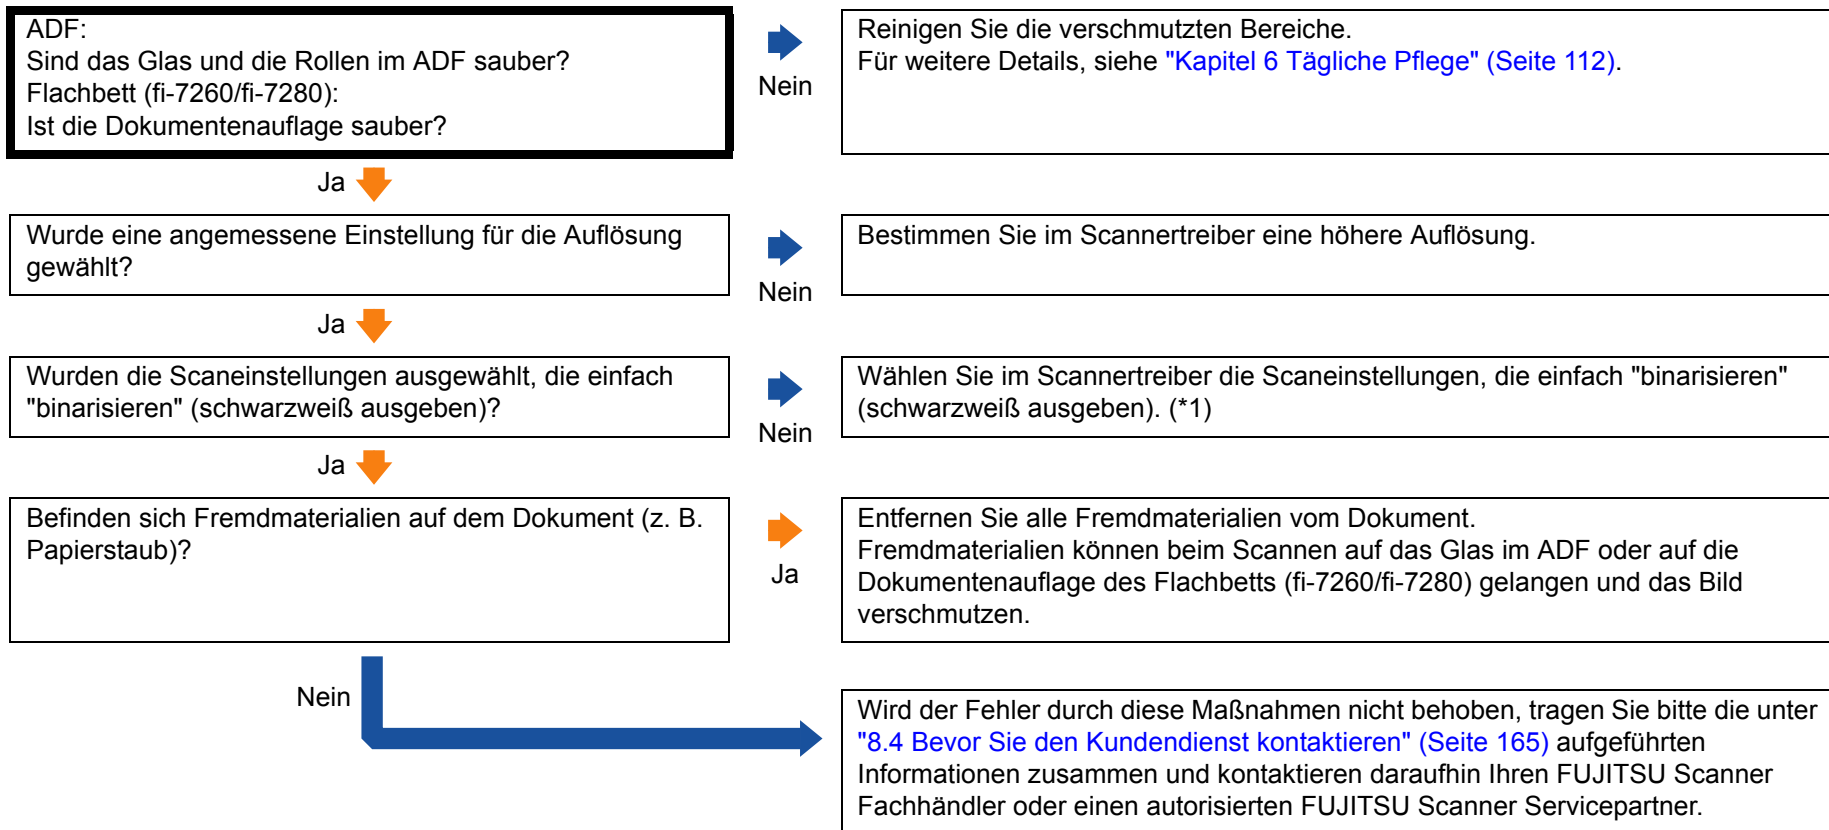 ADF:
Sind das Glas und die Rollen im ADF sauber?
Flachbett (fi-7260/fi-7280):
Ist die Dokumentenauflage sauber?
Nein
Reinigen Sie die verschmutzten Bereiche.
Für weitere Details, siehe "Kapitel 6 Tägliche Pflege" (Seite 112).
Ja
Wurde eine angemessene Einstellung für die Auflösung
gewählt?
Nein
Bestimmen Sie im Scannertreiber eine höhere Auflösung.
Ja
Wurden die Scaneinstellungen ausgewählt, die einfach
"binarisieren" (schwarzweiß ausgeben)?
Nein
Wählen Sie im Scannertreiber die Scaneinstellungen, die einfach "binarisieren"
(schwarzweiß ausgeben). (*1)
Ja
Befinden sich Fremdmaterialien auf dem Dokument (z. B.
Papierstaub)?
Ja
Entfernen Sie alle Fremdmaterialien vom Dokument.
Fremdmaterialien können beim Scannen auf das Glas im ADF oder auf die
Dokumentenauflage des Flachbetts (fi-7260/fi-7280) gelangen und das Bild
verschmutzen.
Nein
Wird der Fehler durch diese Maßnahmen nicht behoben, tragen Sie bitte die unter
"8.4 Bevor Sie den Kundendienst kontaktieren" (Seite 165) aufgeführten
Informationen zusammen und kontaktieren daraufhin Ihren FUJITSU Scanner
Fachhändler oder einen autorisierten FUJITSU Scanner Servicepartner.